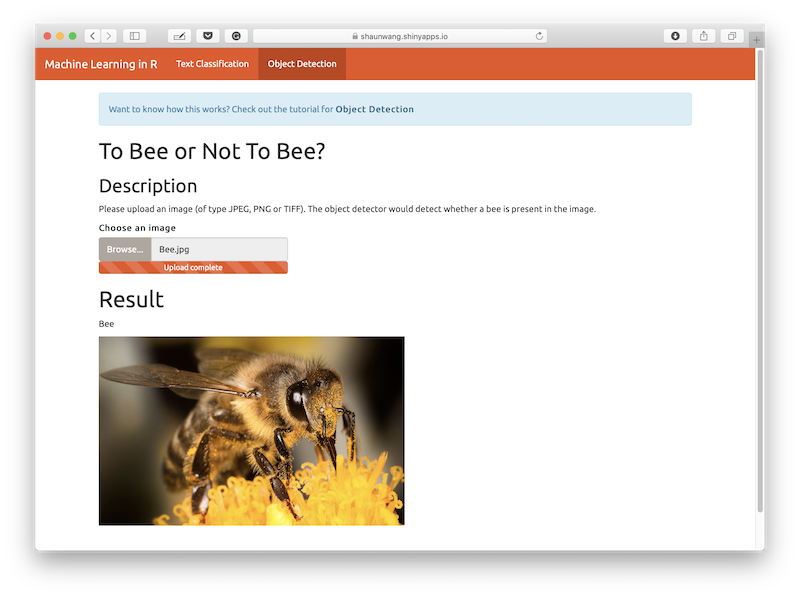 shaunwang.shinyapps.io
Machine Learning in R Text Classification Object Detection
Want to know how this works? Check out the tutorial for Object Detection
To Bee or Not To Bee?
Description
Please upload an image (of type JPEG, PNG or TIFF). The object detector would detect whether a bee is present in the image.
Choose an image
Browse... Bee.jpg
Upload complete
Result
Bee